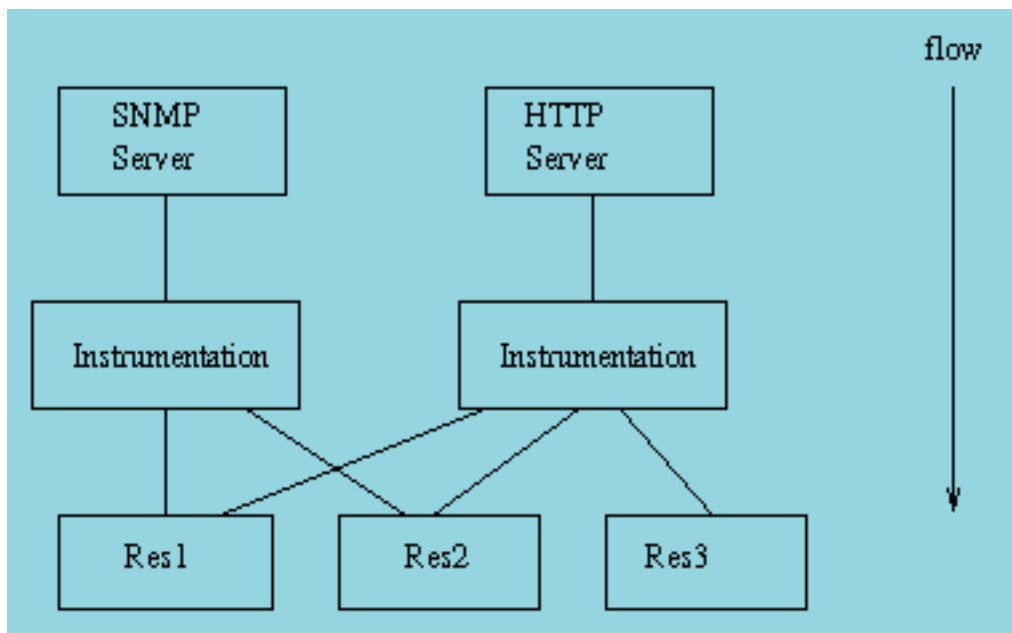 flow
SNMP
Server
HTTP
Server
Instrumentation
Instrumentation
Res1
Res2
Res3